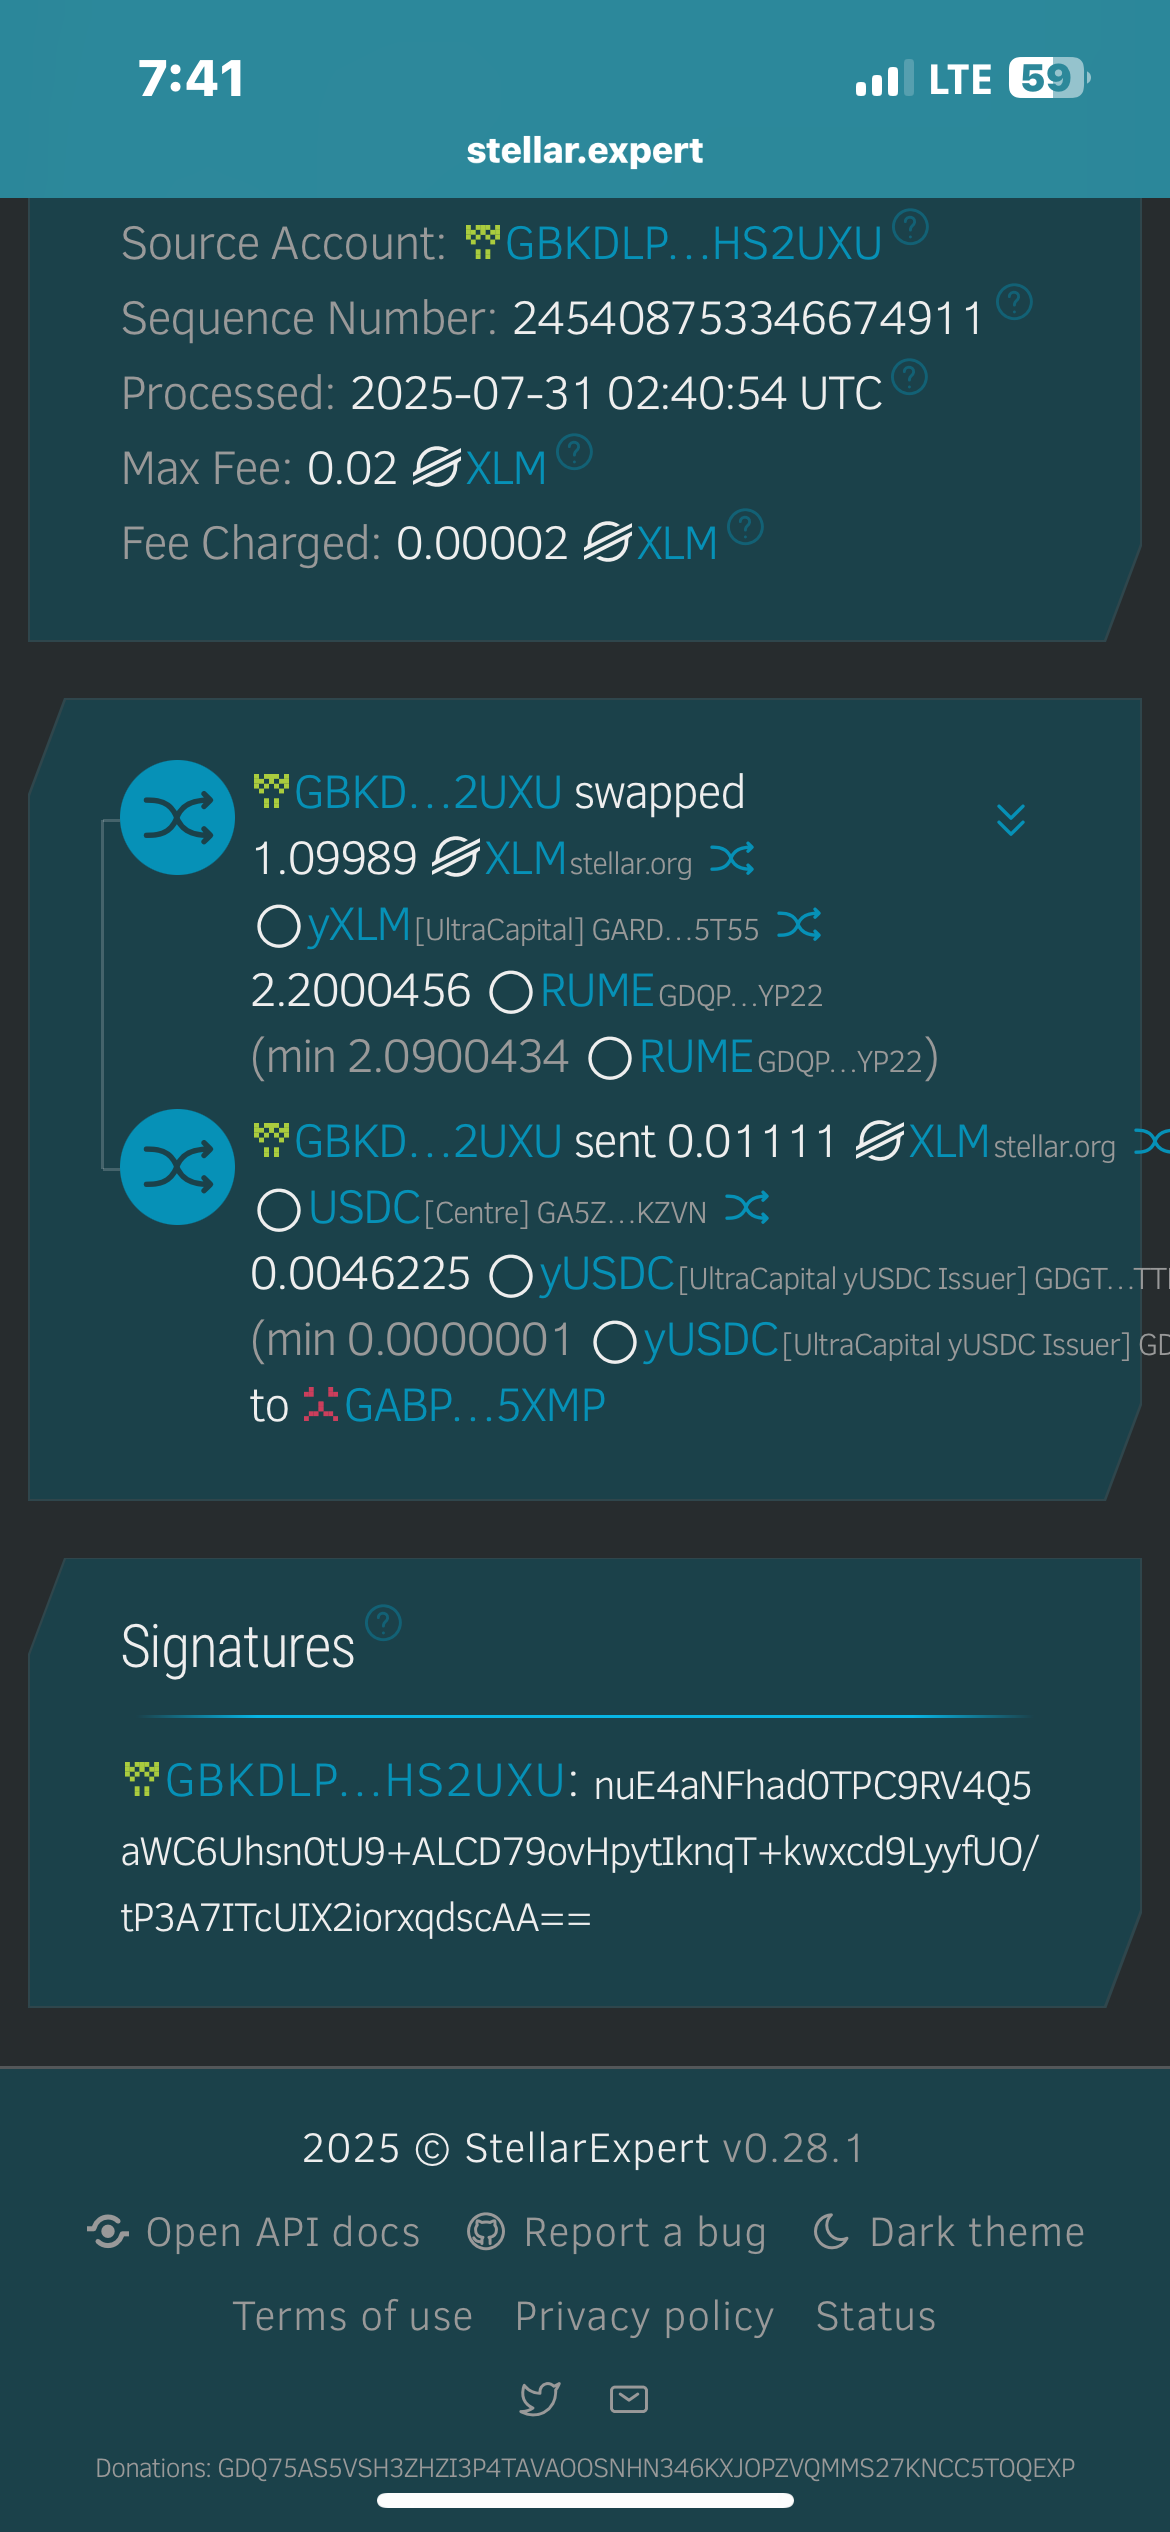 7:41 LTE 59
stellar.expert
Source Account: GBKDLP...HS2UXU ?
Sequence Number: 245408753346674911 ?
Processed: 2025-07-31 02:40:54 UTC ?
Max Fee: 0.02 XLM ?
Fee Charged: 0.00002 XLM ?
GBKD...2UXU swapped
1.09989 XLM stellar.org
yXLM [UltraCapital] GARD...5T55
2.2000456 RUME GDQP...YP22
(min 2.0900434 RUME GDQP...YP22)
GBKD...2UXU sent 0.01111 XLM stellar.org
USDC [Centre] GA5Z...KZVN
0.0046225 yUSDC [UltraCapital yUSDC Issuer] GDGT...TT
(min 0.0000001 yUSDC [UltraCapital yUSDC Issuer] GD
to GABP...5XMP
Signatures ?
GBKDLP...HS2UXU: nuE4aNFhad0TPC9RV4Q5
aWC6Uhsn0tU9+ALCD79ovHpytIknqT+kwxcd9LyyfUO/
tP3A7ITcUIX2iorxqdscAA==
2025 © StellarExpert v0.28.1
Open API docs Report a bug Dark theme
Terms of use Privacy policy Status
Donations: GDQ75AS5VSH3ZHZI3P4TAVAOOSNHN346KXJOPZVQMMS27KNCC5TOQEXP